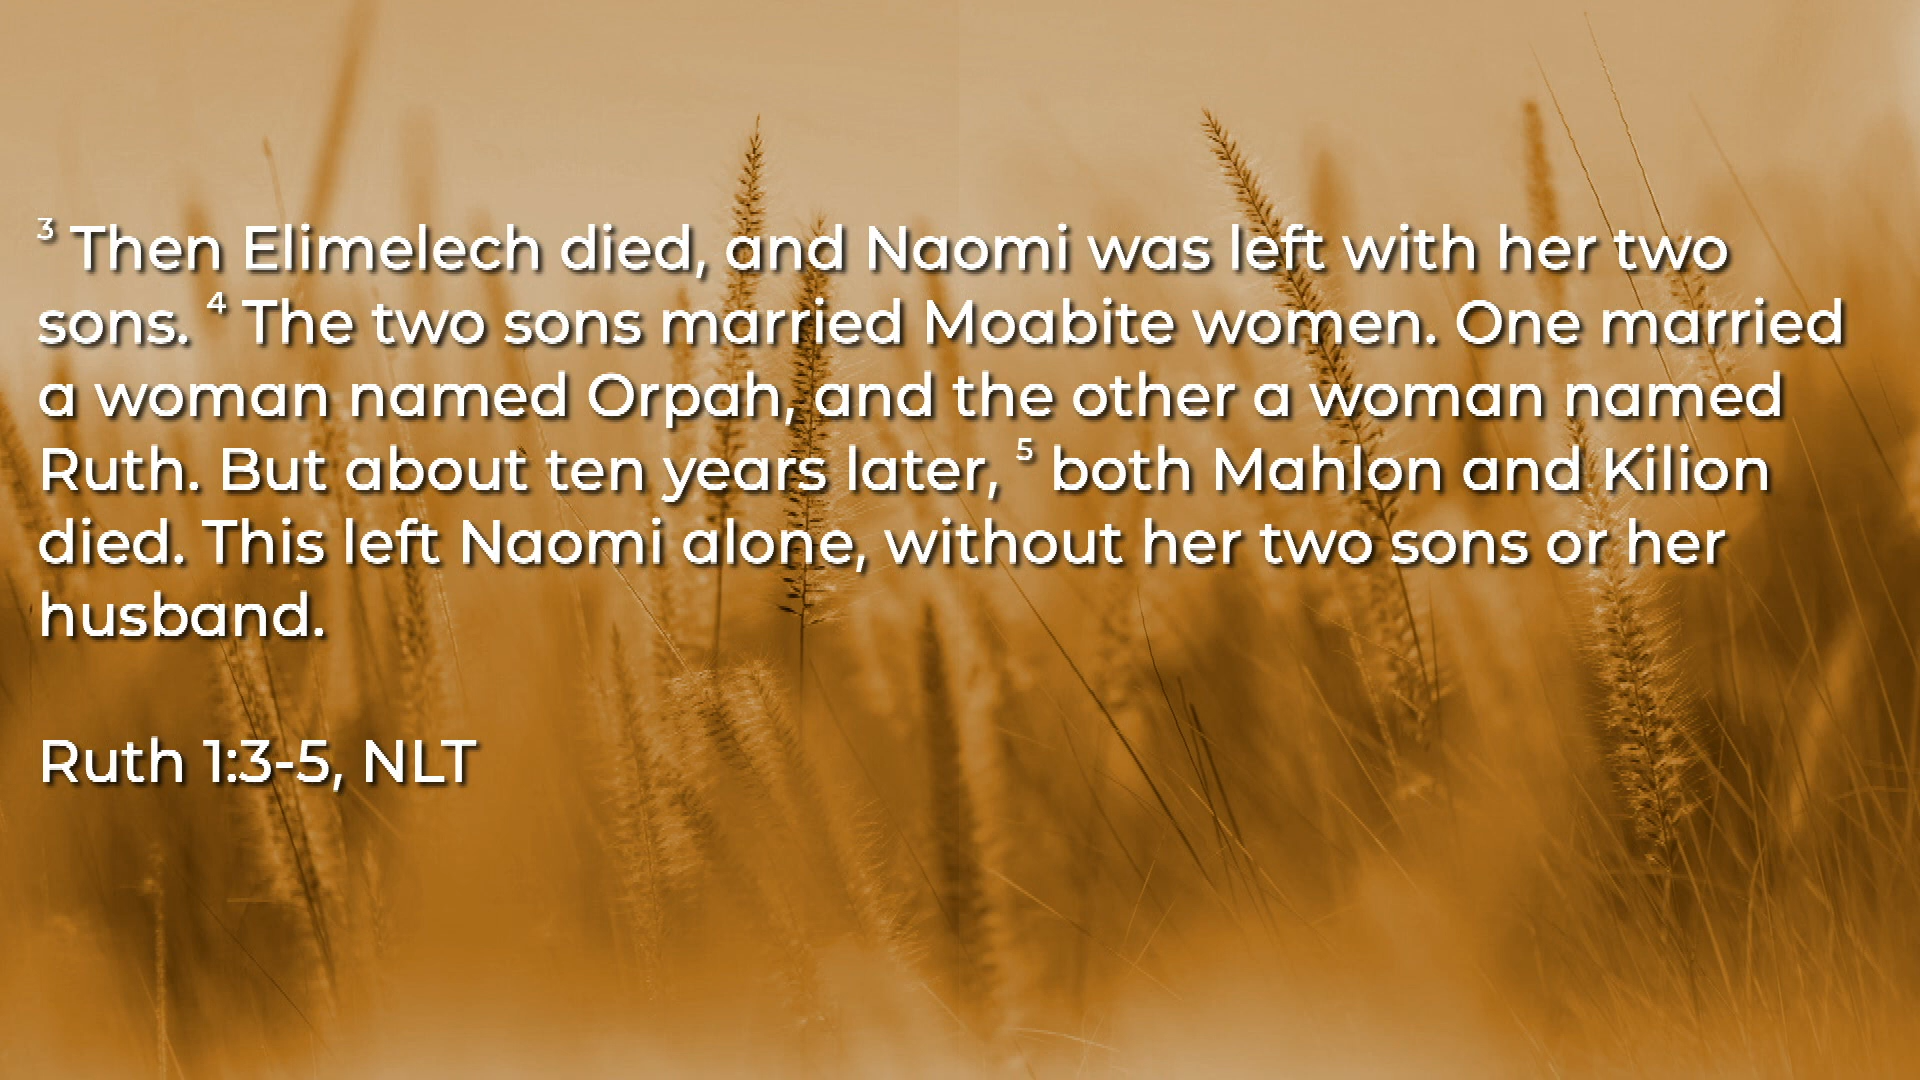 ³ Then Elimelech died, and Naomi was left with her two
sons. ⁴ The two sons married Moabite women. One married
a woman named Orpah, and the other a woman named
Ruth. But about ten years later, ⁵ both Mahlon and Kilion
died. This left Naomi alone, without her two sons or her
husband.
Ruth 1:3-5, NLT